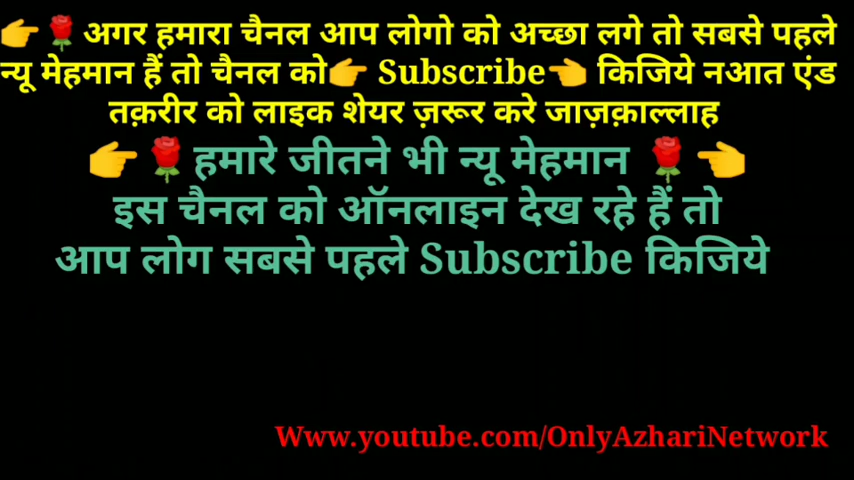 👉🌹अगर हमारा चैनल आप लोगो को अच्छा लगे तो सबसे पहले
न्यू मेहमान हैं तो चैनल को👉 Subscribe👈 किजिये नआत एंड
तक़रीर को लाइक शेयर ज़रूर करे जाज़क़ाल्लाह
👉🌹हमारे जीतने भी न्यू मेहमान 🌹👈
इस चैनल को ऑनलाइन देख रहे हैं तो
आप लोग सबसे पहले Subscribe किजिये
Www.youtube.com/OnlyAzhariNetwork